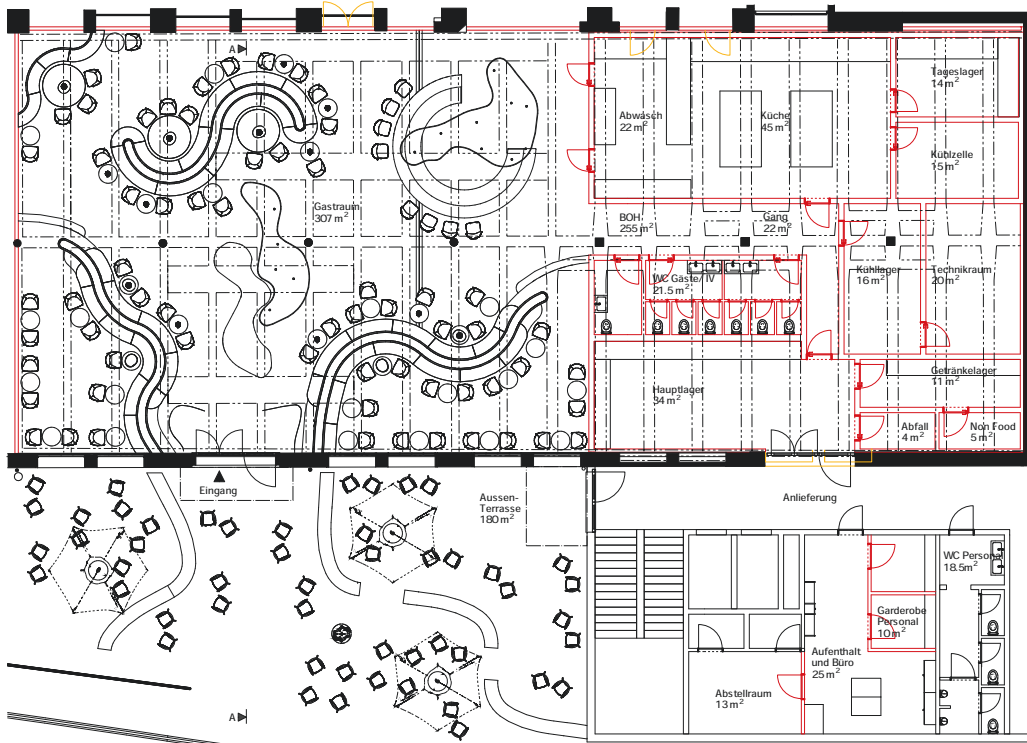 A
Tageslager
14 m²
Abwasch
22 m²
Küche
45 m²
Kühlzelle
15 m²
Gastraum
307 m²
BOH
255 m²
Gang
22 m²
WC Gäste/ IV
21.5 m²
Kühllager
16 m²
Technikraum
20 m²
Getränkelager
11 m²
Hauptlager
34 m²
Abfall
4 m²
Non Food
5 m²
Eingang
Aussen-
Terrasse
180 m²
Anlieferung
WC Personal
18.5m²
Garderobe
Personal
10 m²
Aufenthalt
und Büro
25 m²
Abstellraum
13 m²
A